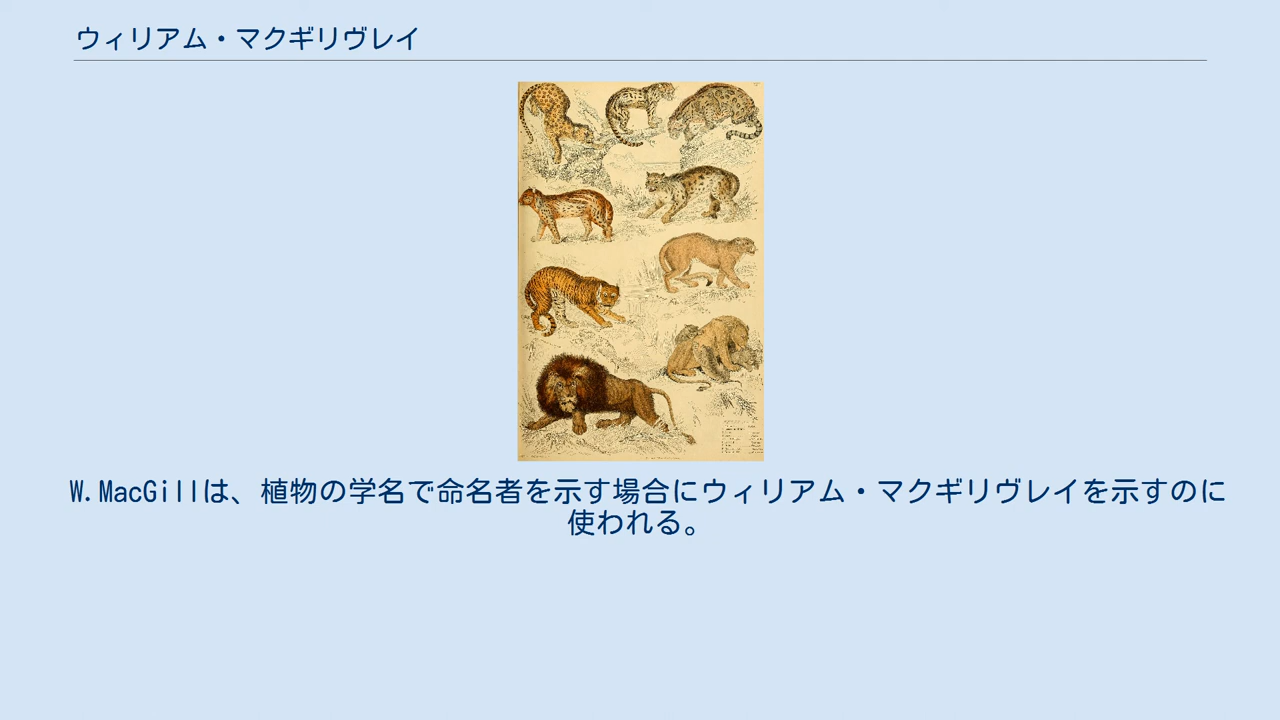 ウィリアム・マクギリヴレイ
W.MacGillは、植物の学名で命名者を示す場合にウィリアム・マクギリヴレイを示すのに
使われる。